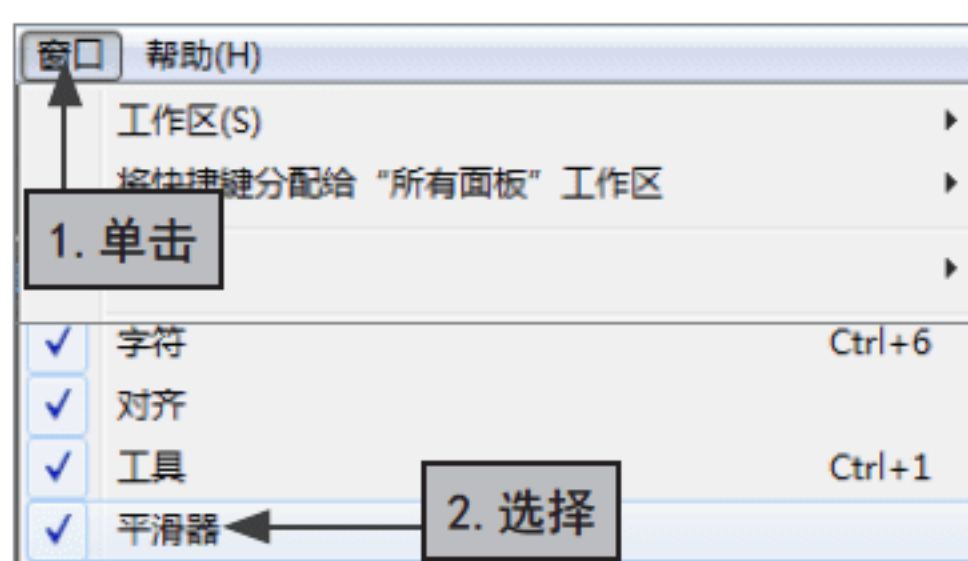 窗口 帮助(H)
工作区(S)
将快捷键分配给“所有面板”工作区
1. 单击
字符 Ctrl+6
对齐
工具 Ctrl+1
平滑器 2. 选择